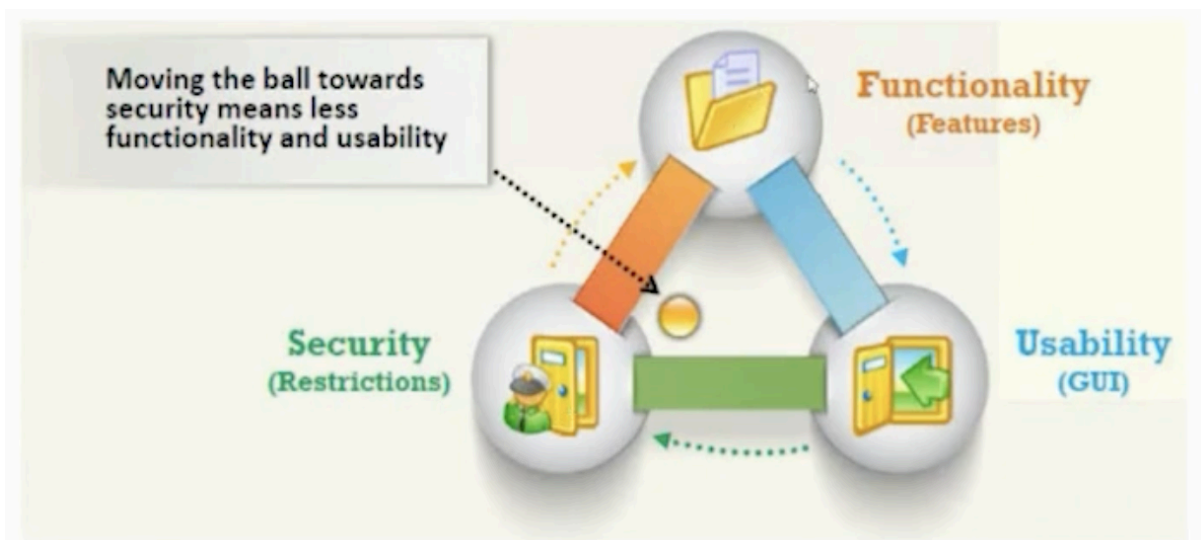 Moving the ball towards
security means less
functionality and usability
Functionality
(Features)
Security
(Restrictions)
Usability
(GUI)